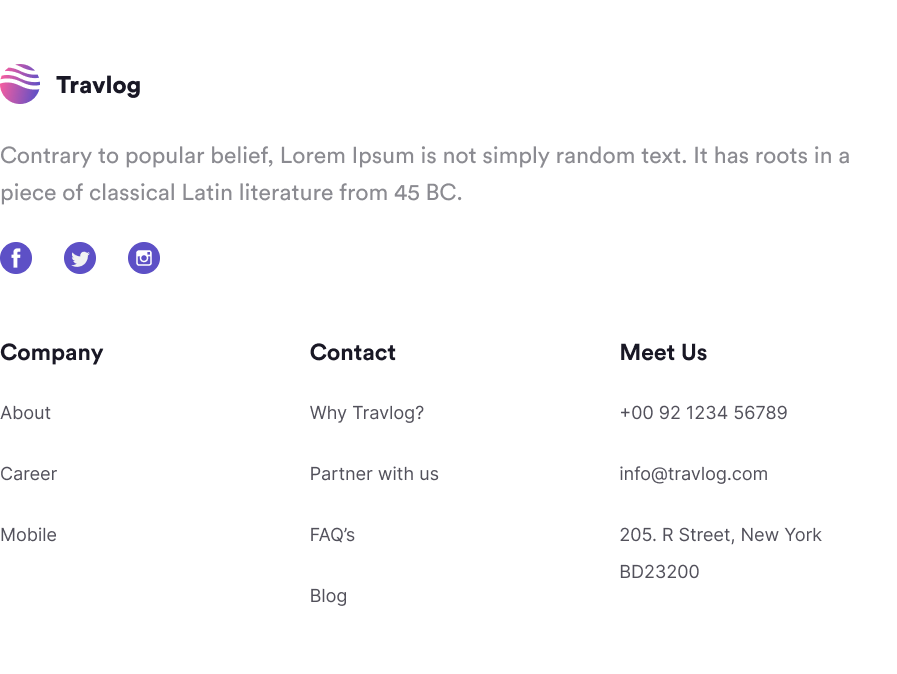 Travlog
Contrary to popular belief, Lorem Ipsum is not simply random text. It has roots in a
piece of classical Latin literature from 45 BC.
Company
About
Career
Mobile
Contact
Why Travlog?
Partner with us
FAQ’s
Blog
Meet Us
+00 92 1234 56789
info@travlog.com
205. R Street, New York
BD23200